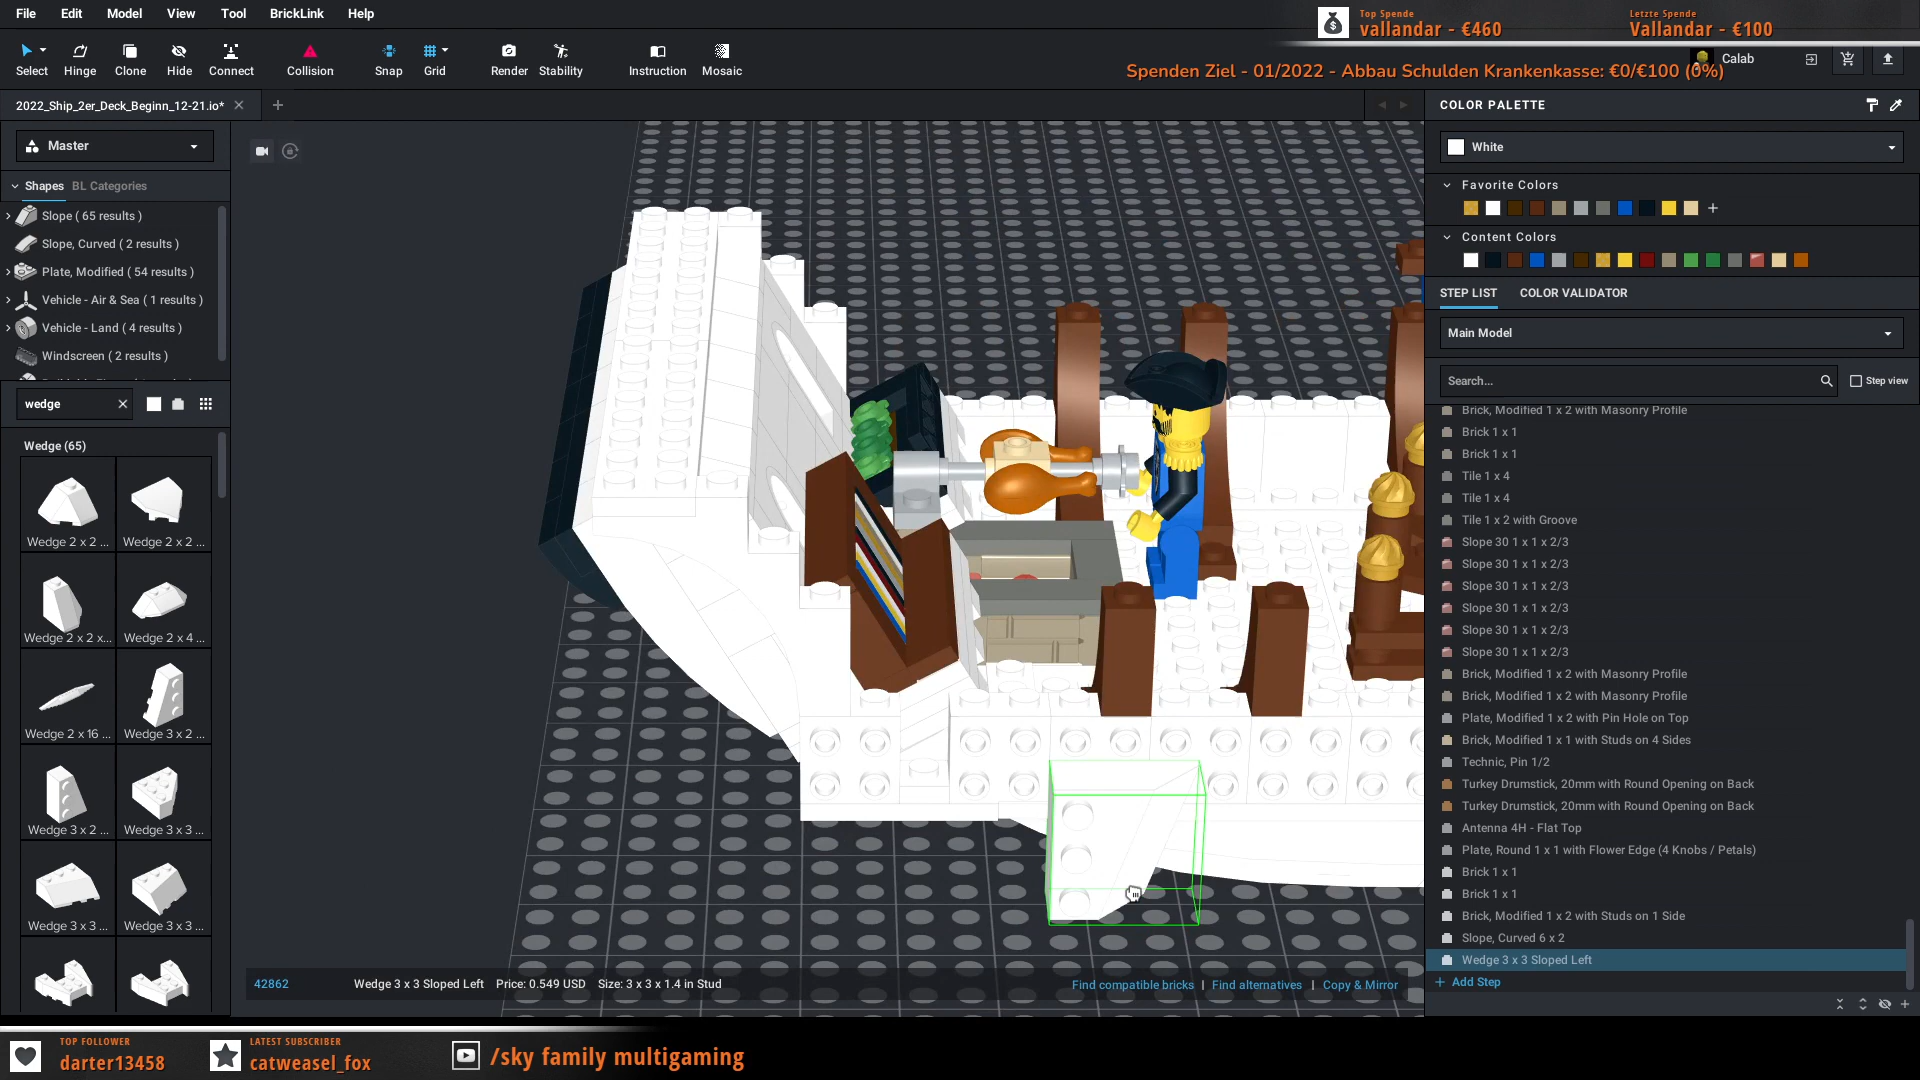 File Edit Model View Tool BrickLink Help
Top Spende
vallandar - €460
Letzte Spende
Vallandar - €100
Select Hinge Clone Hide Connect Collision Snap Grid Render Stability Instruction Mosaic
Calab
Spenden Ziel - 01/2022 - Abbau Schulden Krankenkasse: €0/€100 (0%)
2022_Ship_2er_Deck_Beginn_12-21.io*
COLOR PALETTE
Master
White
Shapes BL Categories
Favorite Colors
Slope ( 65 results )
Slope, Curved ( 2 results )
Content Colors
Plate, Modified ( 54 results )
Vehicle - Air & Sea ( 1 results )
STEP LIST COLOR VALIDATOR
Vehicle - Land ( 4 results )
Main Model
Windscreen ( 2 results )
Search...
Step view
wedge
Wedge (65)
Wedge 2 x 2 ...
Wedge 2 x 2 ...
Wedge 2 x 2 x...
Wedge 2 x 4 ...
Wedge 2 x 16 ...
Wedge 3 x 2 ...
Wedge 3 x 2 ...
Wedge 3 x 3 ...
Wedge 3 x 3 ...
Wedge 3 x 3 ...
Brick, Modified 1 x 2 with Masonry Profile
Brick 1 x 1
Brick 1 x 1
Tile 1 x 4
Tile 1 x 4
Tile 1 x 2 with Groove
Slope 30 1 x 1 x 2/3
Slope 30 1 x 1 x 2/3
Slope 30 1 x 1 x 2/3
Slope 30 1 x 1 x 2/3
Slope 30 1 x 1 x 2/3
Slope 30 1 x 1 x 2/3
Brick, Modified 1 x 2 with Masonry Profile
Brick, Modified 1 x 2 with Masonry Profile
Plate, Modified 1 x 2 with Pin Hole on Top
Brick, Modified 1 x 1 with Studs on 4 Sides
Technic, Pin 1/2
Turkey Drumstick, 20mm with Round Opening on Back
Turkey Drumstick, 20mm with Round Opening on Back
Antenna 4H - Flat Top
Plate, Round 1 x 1 with Flower Edge (4 Knobs / Petals)
Brick 1 x 1
Brick 1 x 1
Brick, Modified 1 x 2 with Studs on 1 Side
Slope, Curved 6 x 2
Wedge 3 x 3 Sloped Left
Add Step
42862 Wedge 3 x 3 Sloped Left Price: 0.549 USD Size: 3 x 3 x 1.4 in Stud
Find compatible bricks | Find alternatives | Copy & Mirror
TOP FOLLOWER
darter13458
LATEST SUBSCRIBER
catweasel_fox
/sky family multigaming